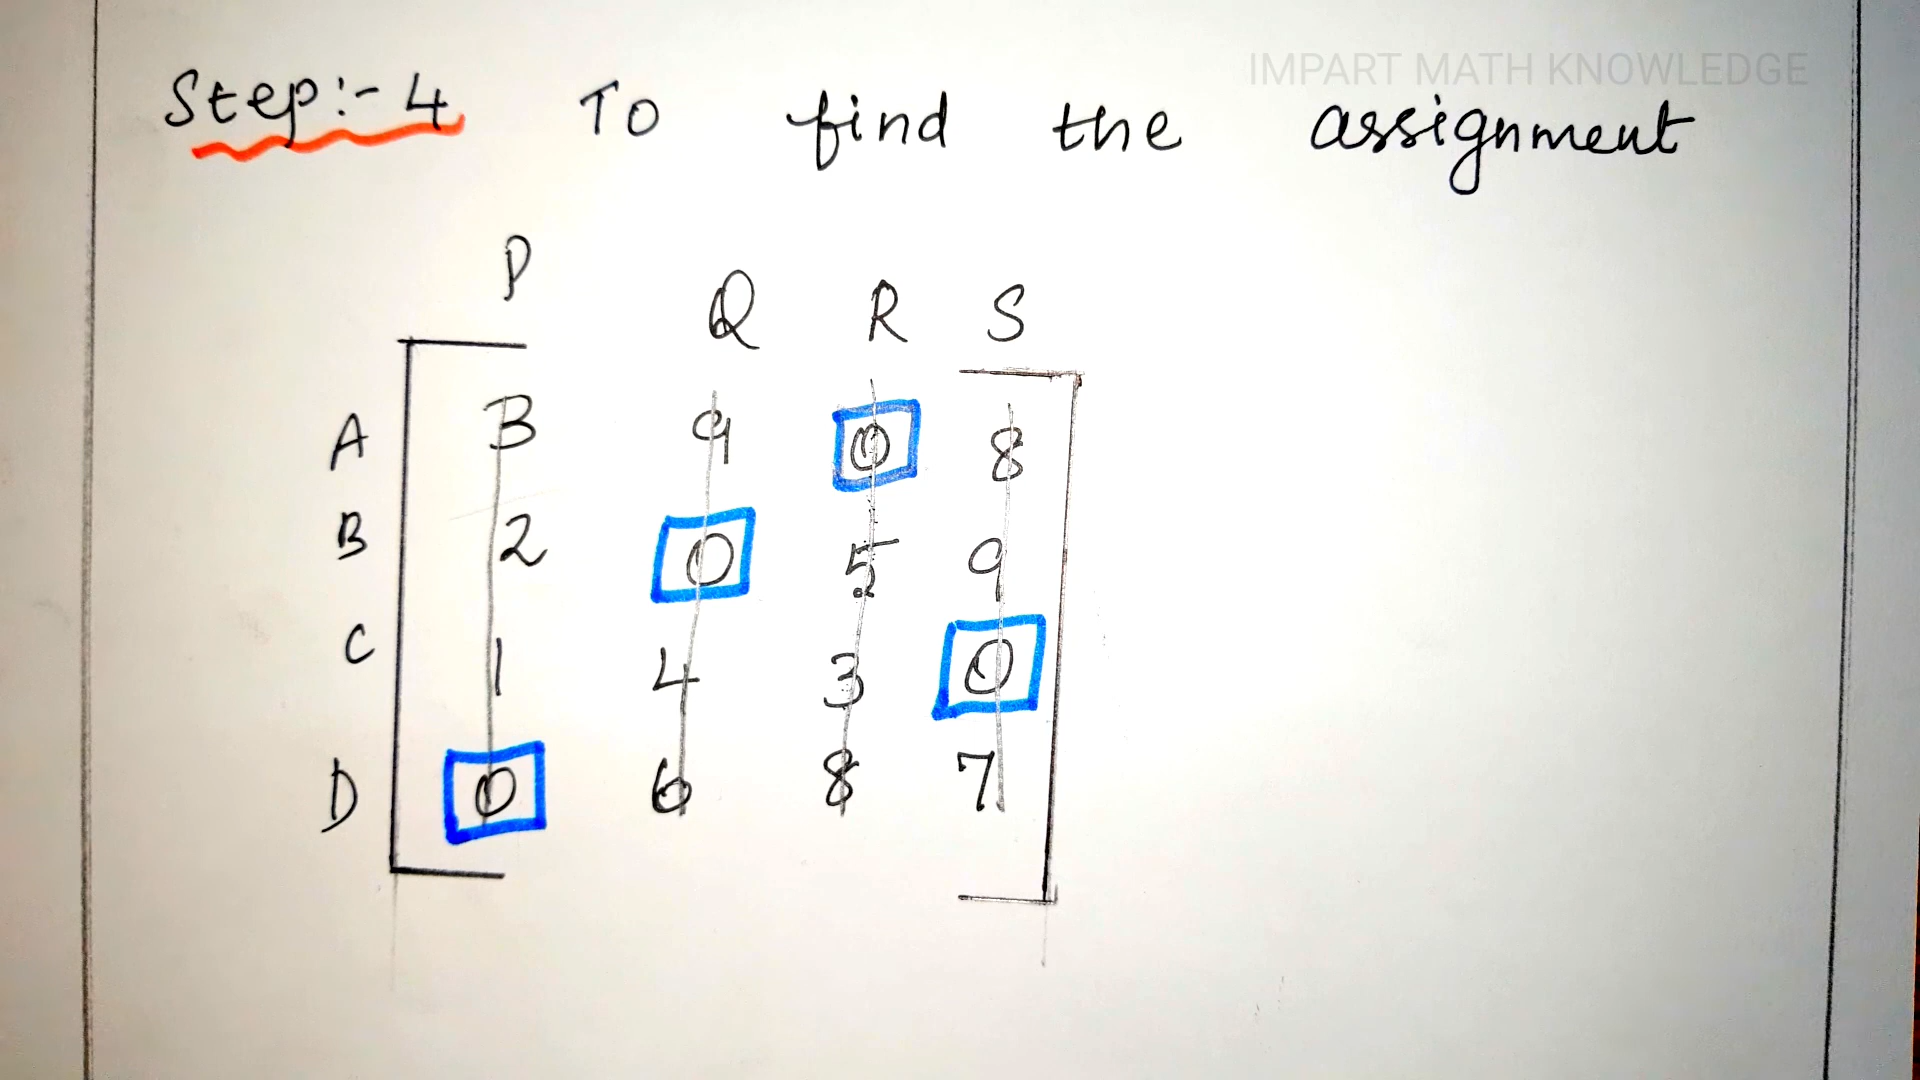 IMPART MATH KNOWLEDGE
Step:- 4 To find the assignment
P Q R S
A 3 9 0 8
B 2 0 5 9
C 1 4 3 0
D 0 6 8 7